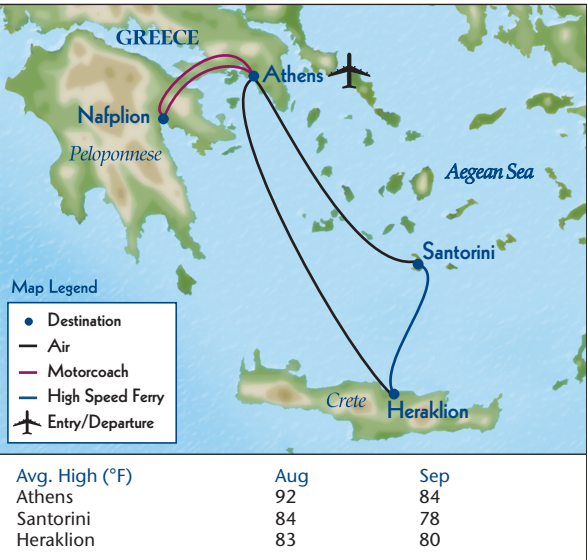 GREECE
Athens
Nafplion
Peloponnese
Aegean Sea
Santorini
Map Legend
Destination
Air
Motorcoach
High Speed Ferry
Entry/Departure
Crete
Heraklion
Avg. High (°F) Aug Sep
Athens 92 84
Santorini 84 78
Heraklion 83 80